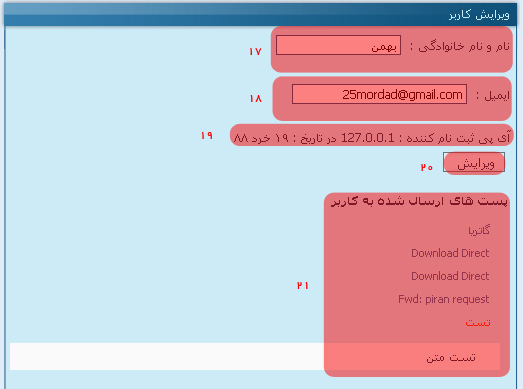 ویرایش کاربر
نام و نام خانوادگی : بهمن
۱۷
ایمیل : 25mordad@gmail.com
۱۸
آی پی ثبت نام کننده : 127.0.0.1 در تاریخ : ۱۹ خرد ۸۸
۱۹
ویرایش
۲۰
پست های ارسال شده به کاربر
گاتریا
Download Direct
Download Direct
۲۱
Fwd: piran request
تست
تست متن